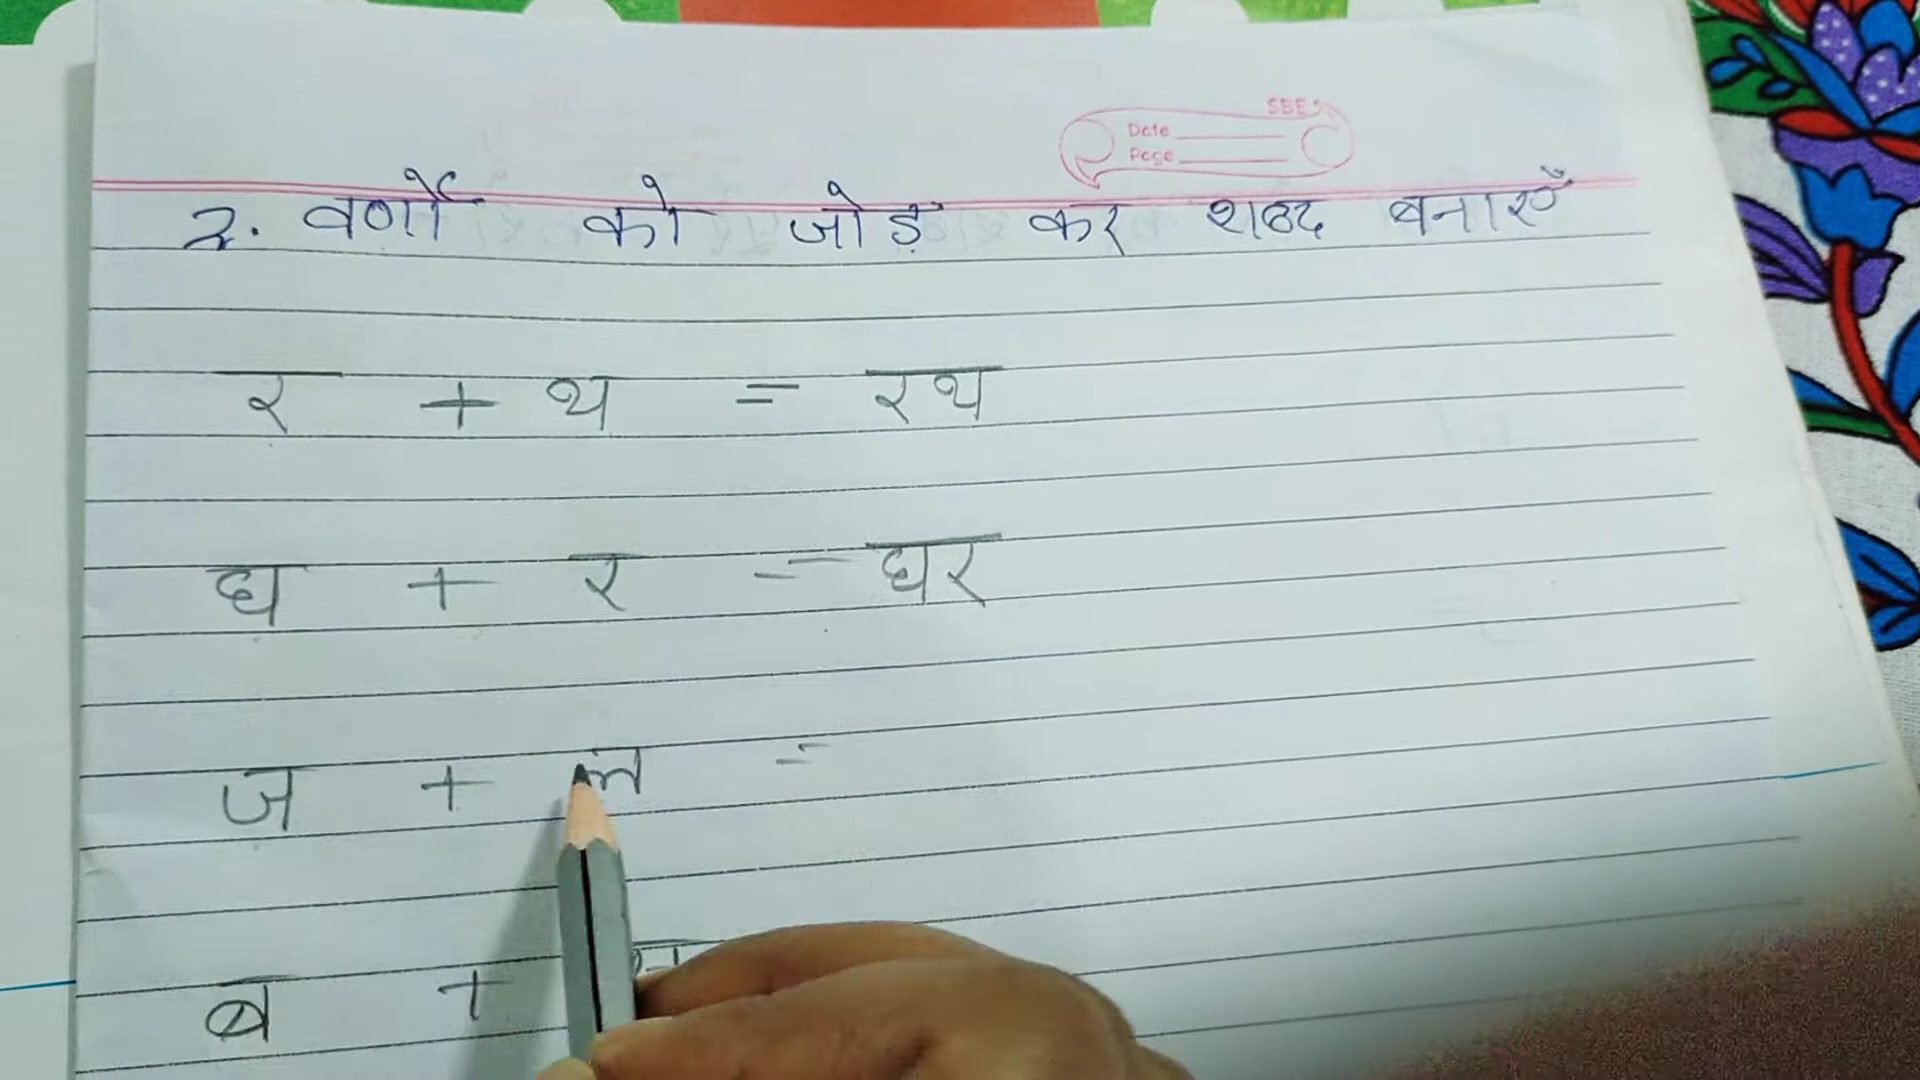 SBE
Date
Page
2. वर्णों को जोड़ कर शब्द बनाएँ
र + थ = रथ
घ + र = घर
ज + ल =
ब +